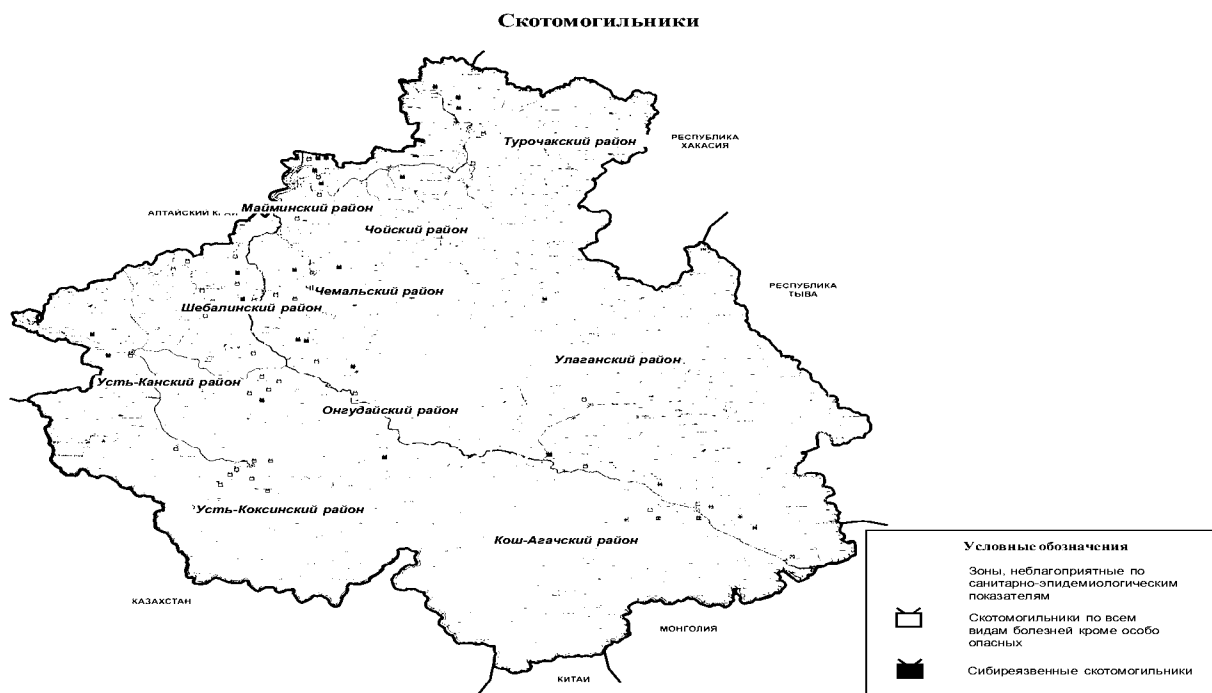 Скотомогильники
Турочакский район
РЕСПУБЛИКА
ХАКАСИЯ
Майминский район
АЛТАЙСКИЙ
Чойский район
РЕСПУБЛИКА
ТЫВА
Чемальский район
Шебалинский район
Улаганский район
Усть-Канский район
Онгудайский район
Усть-Коксинский район
Кош-Агачский район
КАЗАХСТАН
МОНГОЛИЯ
КИТАИ
Условные обозначения
Зоны, неблагоприятные по
санитарно-эпидемиологическим
показателям
Скотомогильники по всем
видам болезней кроме особо
опасных
Сибиреязвенные скотомогильники